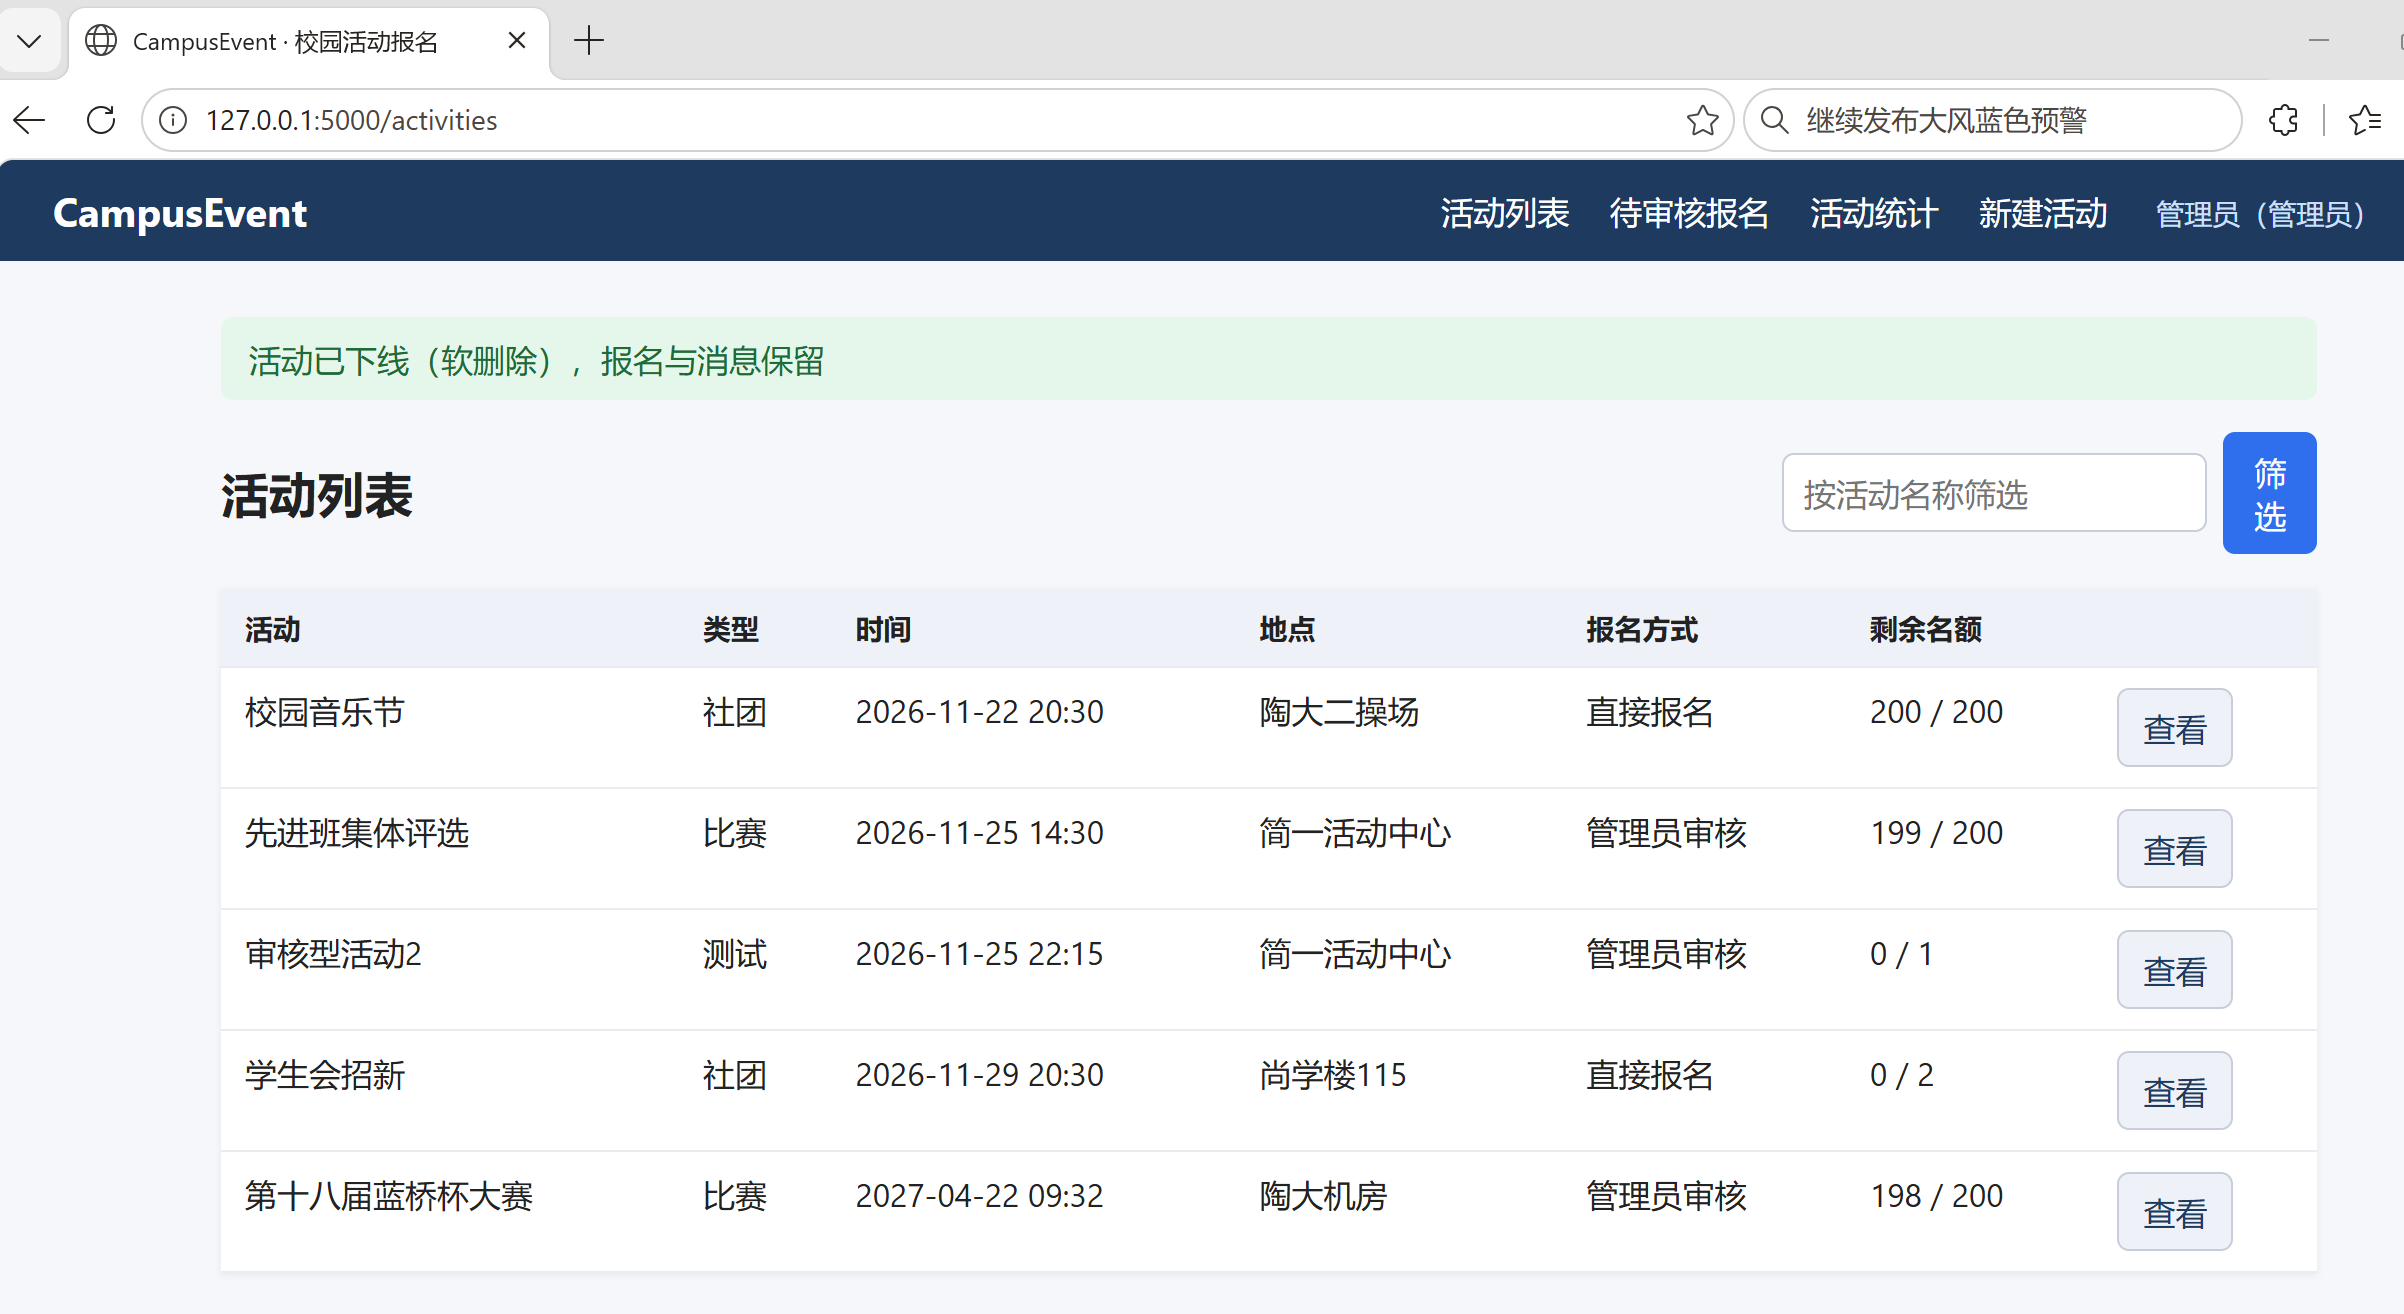 CampusEvent · 校园活动报名
127.0.0.1:5000/activities
继续发布大风蓝色预警
CampusEvent 活动列表 待审核报名 活动统计 新建活动 管理员（管理员）
活动已下线（软删除），报名与消息保留
活动列表
按活动名称筛选
筛
选
活动 类型 时间 地点 报名方式 剩余名额
校园音乐节 社团 2026-11-22 20:30 陶大二操场 直接报名 200 / 200 查看
先进班集体评选 比赛 2026-11-25 14:30 简一活动中心 管理员审核 199 / 200 查看
审核型活动2 测试 2026-11-25 22:15 简一活动中心 管理员审核 0 / 1 查看
学生会招新 社团 2026-11-29 20:30 尚学楼115 直接报名 0 / 2 查看
第十八届蓝桥杯大赛 比赛 2027-04-22 09:32 陶大机房 管理员审核 198 / 200 查看